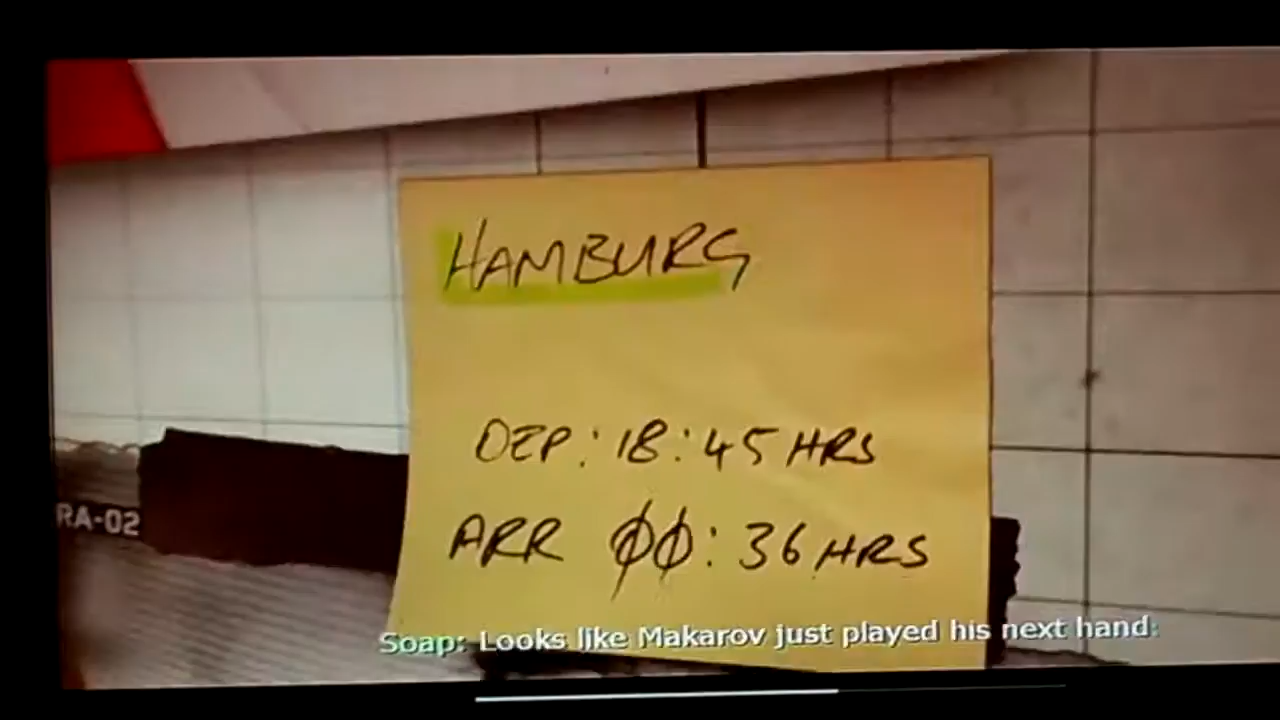 HAMBURG
DEP: 18:45 HRS
ARR 00:36 HRS
RA-02
Soap: Looks like Makarov just played his next hand.